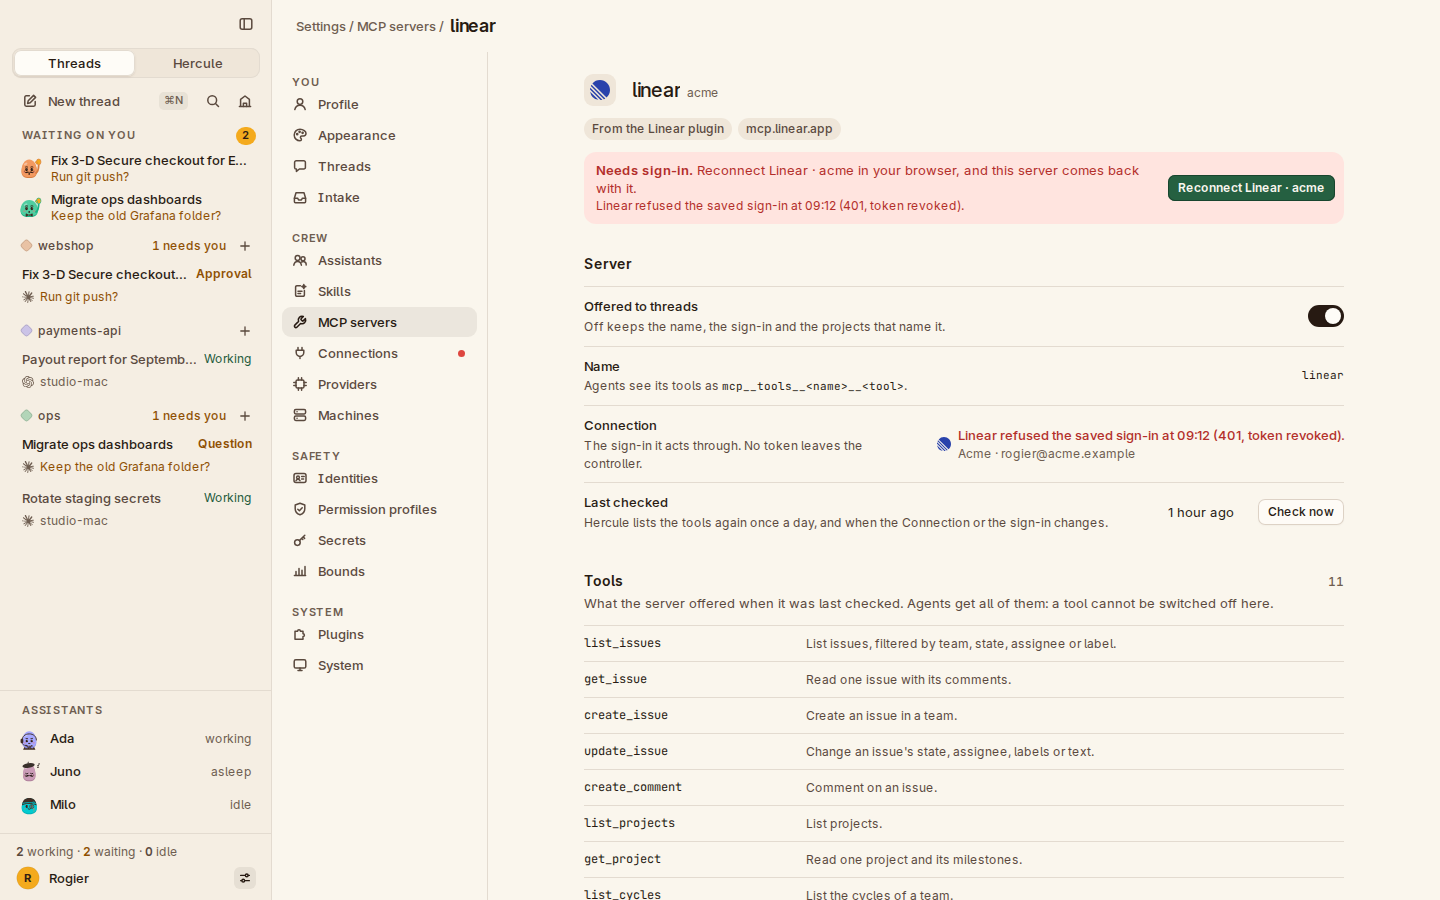 Threads
Hercule
New thread
⌘N
WAITING ON YOU
2
Fix 3-D Secure checkout for E...
Run git push?
Migrate ops dashboards
Keep the old Grafana folder?
webshop
1 needs you
Fix 3-D Secure checkout...
Approval
Run git push?
payments-api
Payout report for Septemb...
Working
studio-mac
ops
1 needs you
Migrate ops dashboards
Question
Keep the old Grafana folder?
Rotate staging secrets
Working
studio-mac
ASSISTANTS
Ada
working
Juno
asleep
Milo
idle
2 working · 2 waiting · 0 idle
R
Rogier
Settings / MCP servers / linear
YOU
Profile
Appearance
Threads
Intake
CREW
Assistants
Skills
MCP servers
Connections
Providers
Machines
SAFETY
Identities
Permission profiles
Secrets
Bounds
SYSTEM
Plugins
System
linear acme
From the Linear plugin
mcp.linear.app
Needs sign-in. Reconnect Linear · acme in your browser, and this server comes back
with it.
Linear refused the saved sign-in at 09:12 (401, token revoked).
Reconnect Linear · acme
Server
Offered to threads
Off keeps the name, the sign-in and the projects that name it.
Name
Agents see its tools as mcp__tools__<name>__<tool>.
linear
Connection
The sign-in it acts through. No token leaves the
controller.
Linear refused the saved sign-in at 09:12 (401, token revoked).
Acme · rogier@acme.example
Last checked
Hercule lists the tools again once a day, and when the Connection or the sign-in changes.
1 hour ago
Check now
Tools
11
What the server offered when it was last checked. Agents get all of them: a tool cannot be switched off here.
list_issues
List issues, filtered by team, state, assignee or label.
get_issue
Read one issue with its comments.
create_issue
Create an issue in a team.
update_issue
Change an issue's state, assignee, labels or text.
create_comment
Comment on an issue.
list_projects
List projects.
get_project
Read one project and its milestones.
list_cycles
List the cycles of a team.